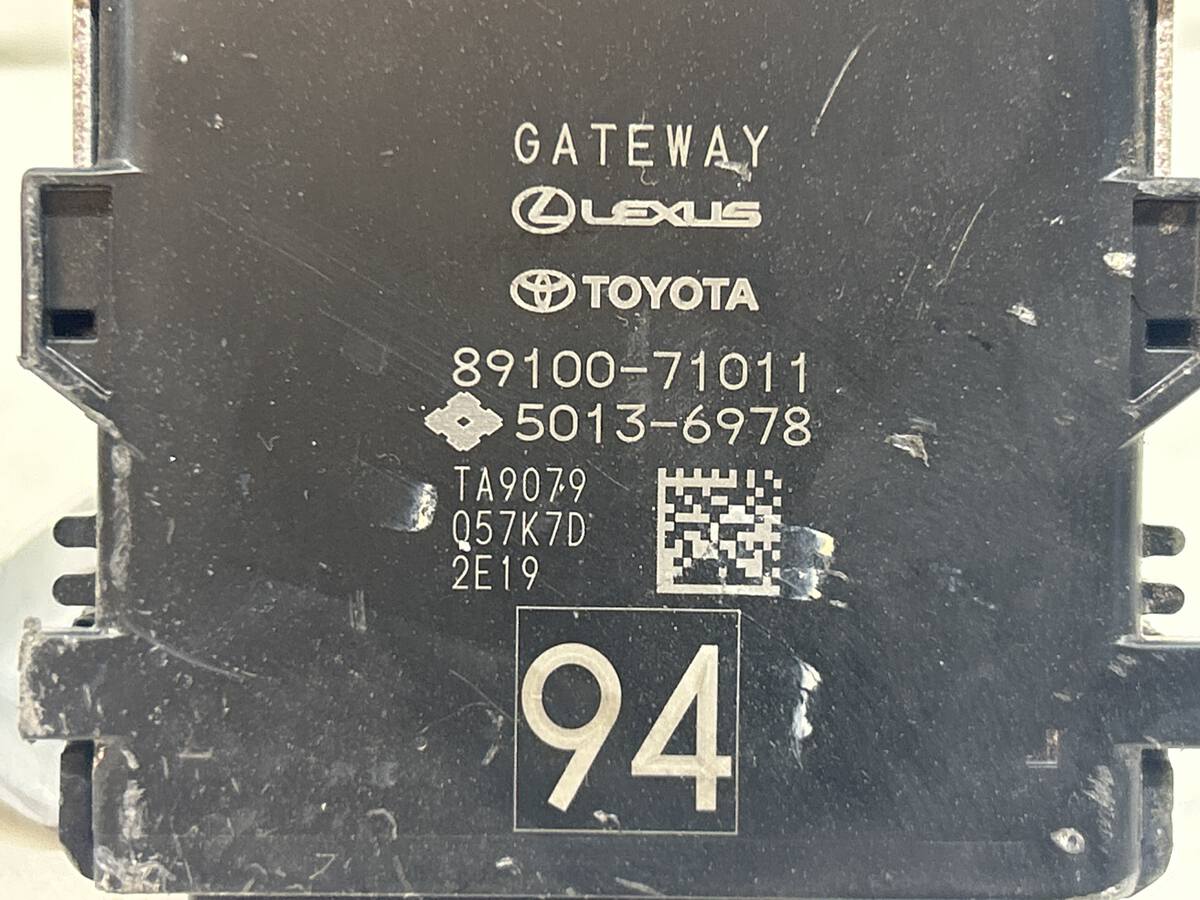 GATEWAY
LEXUS
TOYOTA
89100-71011
5013-6978
TA9079
Q57K7D
2E19
94